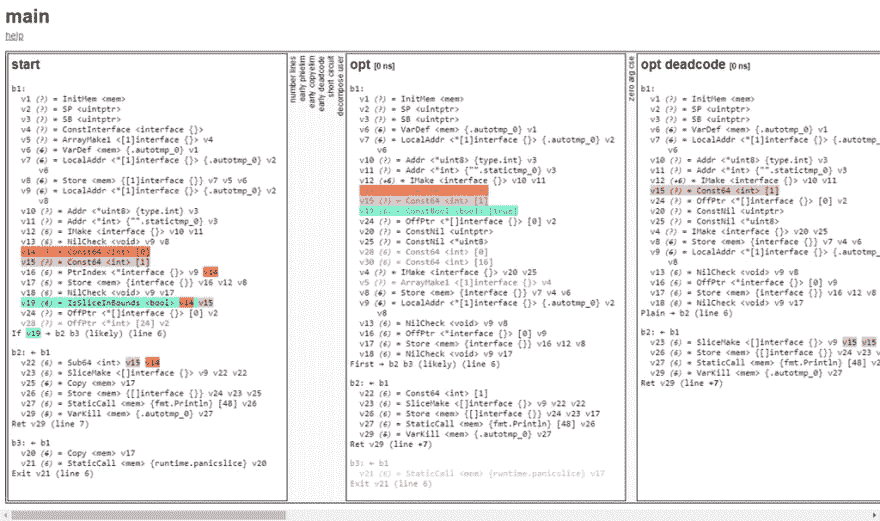 main
help
start
b1:
v1 (?) = InitMem <mem>
v2 (?) = SP <uintptr>
v3 (?) = SB <uintptr>
v4 (?) = ConstInterface <interface {}>
v5 (?) = ArrayMake1 <[1]interface {}> v4
v6 (6) = VarDef <mem> {.autotmp_0} v1
v7 (6) = LocalAddr <*[1]interface {}> {.autotmp_0} v2
v6
v8 (6) = Store <mem> {[1]interface {}} v7 v5 v6
v9 (6) = LocalAddr <*[1]interface {}> {.autotmp_0} v2
v8
v10 (?) = Addr <*uint8> {type.int} v3
v11 (?) = Addr <*int> {"".statictmp_0} v3
v12 (6) = IMake <interface {}> v10 v11
v13 (6) = NilCheck <void> v9 v8
v14 (?) = Const64 <int> [0]
v15 (?) = Const64 <int> [1]
v16 (6) = PtrIndex <*interface {}> v9 v14
v17 (6) = Store <mem> {interface {}} v16 v12 v8
v18 (6) = NilCheck <void> v9 v17
v19 (6) = IsSliceInBounds <bool> v14 v15
v24 (?) = OffPtr <*[]interface {}> [0] v2
v28 (?) = OffPtr <*int> [24] v2
If v19 → b2 b3 (likely) (line 6)
b2: ← b1
v22 (6) = Sub64 <int> v15 v14
v23 (6) = SliceMake <[]interface {}> v9 v22 v22
v25 (6) = Copy <mem> v17
v26 (6) = Store <mem> {[]interface {}} v24 v23 v25
v27 (6) = StaticCall <mem> {fmt.Println} [48] v26
v29 (6) = VarKill <mem> {.autotmp_0} v27
Ret v29 (line 7)
b3: ← b1
v20 (6) = Copy <mem> v17
v21 (6) = StaticCall <mem> {runtime.panicslice} v20
Exit v21 (line 6)
number lines
early phielim
early copyelim
early deadcode
short circuit
decompose user
opt [0 ns]
b1:
v1 (?) = InitMem <mem>
v2 (?) = SP <uintptr>
v3 (?) = SB <uintptr>
v6 (6) = VarDef <mem> {.autotmp_0} v1
v7 (6) = LocalAddr <*[1]interface {}> {.autotmp_0} v2
v6
v10 (?) = Addr <*uint8> {type.int} v3
v11 (?) = Addr <*int> {"".statictmp_0} v3
v12 (+6) = IMake <interface {}> v10 v11
v15 (?) = Const64 <int> [1]
v19 (?) = ConstBool <bool> [true]
v24 (?) = OffPtr <*[]interface {}> [0] v2
v20 (?) = ConstNil <uintptr>
v25 (?) = ConstNil <*uint8>
v28 (6) = Const64 <int> [0]
v30 (6) = Const64 <int> [16]
v4 (?) = IMake <interface {}> v20 v25
v5 (?) = ArrayMake1 <[1]interface {}> v4
v8 (6) = Store <mem> {interface {}} v7 v4 v6
v9 (6) = LocalAddr <*[1]interface {}> {.autotmp_0} v2
v8
v13 (6) = NilCheck <void> v9 v8
v16 (6) = OffPtr <*interface {}> [0] v9
v17 (6) = Store <mem> {interface {}} v16 v12 v8
v18 (6) = NilCheck <void> v9 v17
First → b2 b3 (likely) (line 6)
b2: ← b1
v22 (6) = Const64 <int> [1]
v23 (6) = SliceMake <[]interface {}> v9 v22 v22
v26 (6) = Store <mem> {[]interface {}} v24 v23 v17
v27 (6) = StaticCall <mem> {fmt.Println} [48] v26
v29 (6) = VarKill <mem> {.autotmp_0} v27
Ret v29 (line +7)
b3: ← b1
v21 (6) = StaticCall <mem> {runtime.panicslice} v17
Exit v21 (line 6)
zero arg cse
opt deadcode [0 ns]
b1:
v1 (?) = InitMem <mem>
v2 (?) = SP <uintptr>
v3 (?) = SB <uintptr>
v6 (6) = VarDef <mem> {.autotmp_0} v1
v7 (6) = LocalAddr <*[1]interface {}> {.autotmp_0}
v6
v10 (?) = Addr <*uint8> {type.int} v3
v11 (?) = Addr <*int> {"".statictmp_0} v3
v12 (+6) = IMake <interface {}> v10 v11
v15 (?) = Const64 <int> [1]
v24 (?) = OffPtr <*[]interface {}> [0] v2
v20 (?) = ConstNil <uintptr>
v25 (?) = ConstNil <*uint8>
v4 (?) = IMake <interface {}> v20 v25
v8 (6) = Store <mem> {interface {}} v7 v4 v6
v9 (6) = LocalAddr <*[1]interface {}> {.autotmp_0}
v8
v13 (6) = NilCheck <void> v9 v8
v16 (6) = OffPtr <*interface {}> [0] v9
v17 (6) = Store <mem> {interface {}} v16 v12 v8
v18 (6) = NilCheck <void> v9 v17
Plain → b2 (line 6)
b2: ← b1
v23 (6) = SliceMake <[]interface {}> v9 v15 v15
v26 (6) = Store <mem> {[]interface {}} v24 v23
v27 (6) = StaticCall <mem> {fmt.Println} [48]
v29 (6) = VarKill <mem> {.autotmp_0} v27
Ret v29 (line +7)